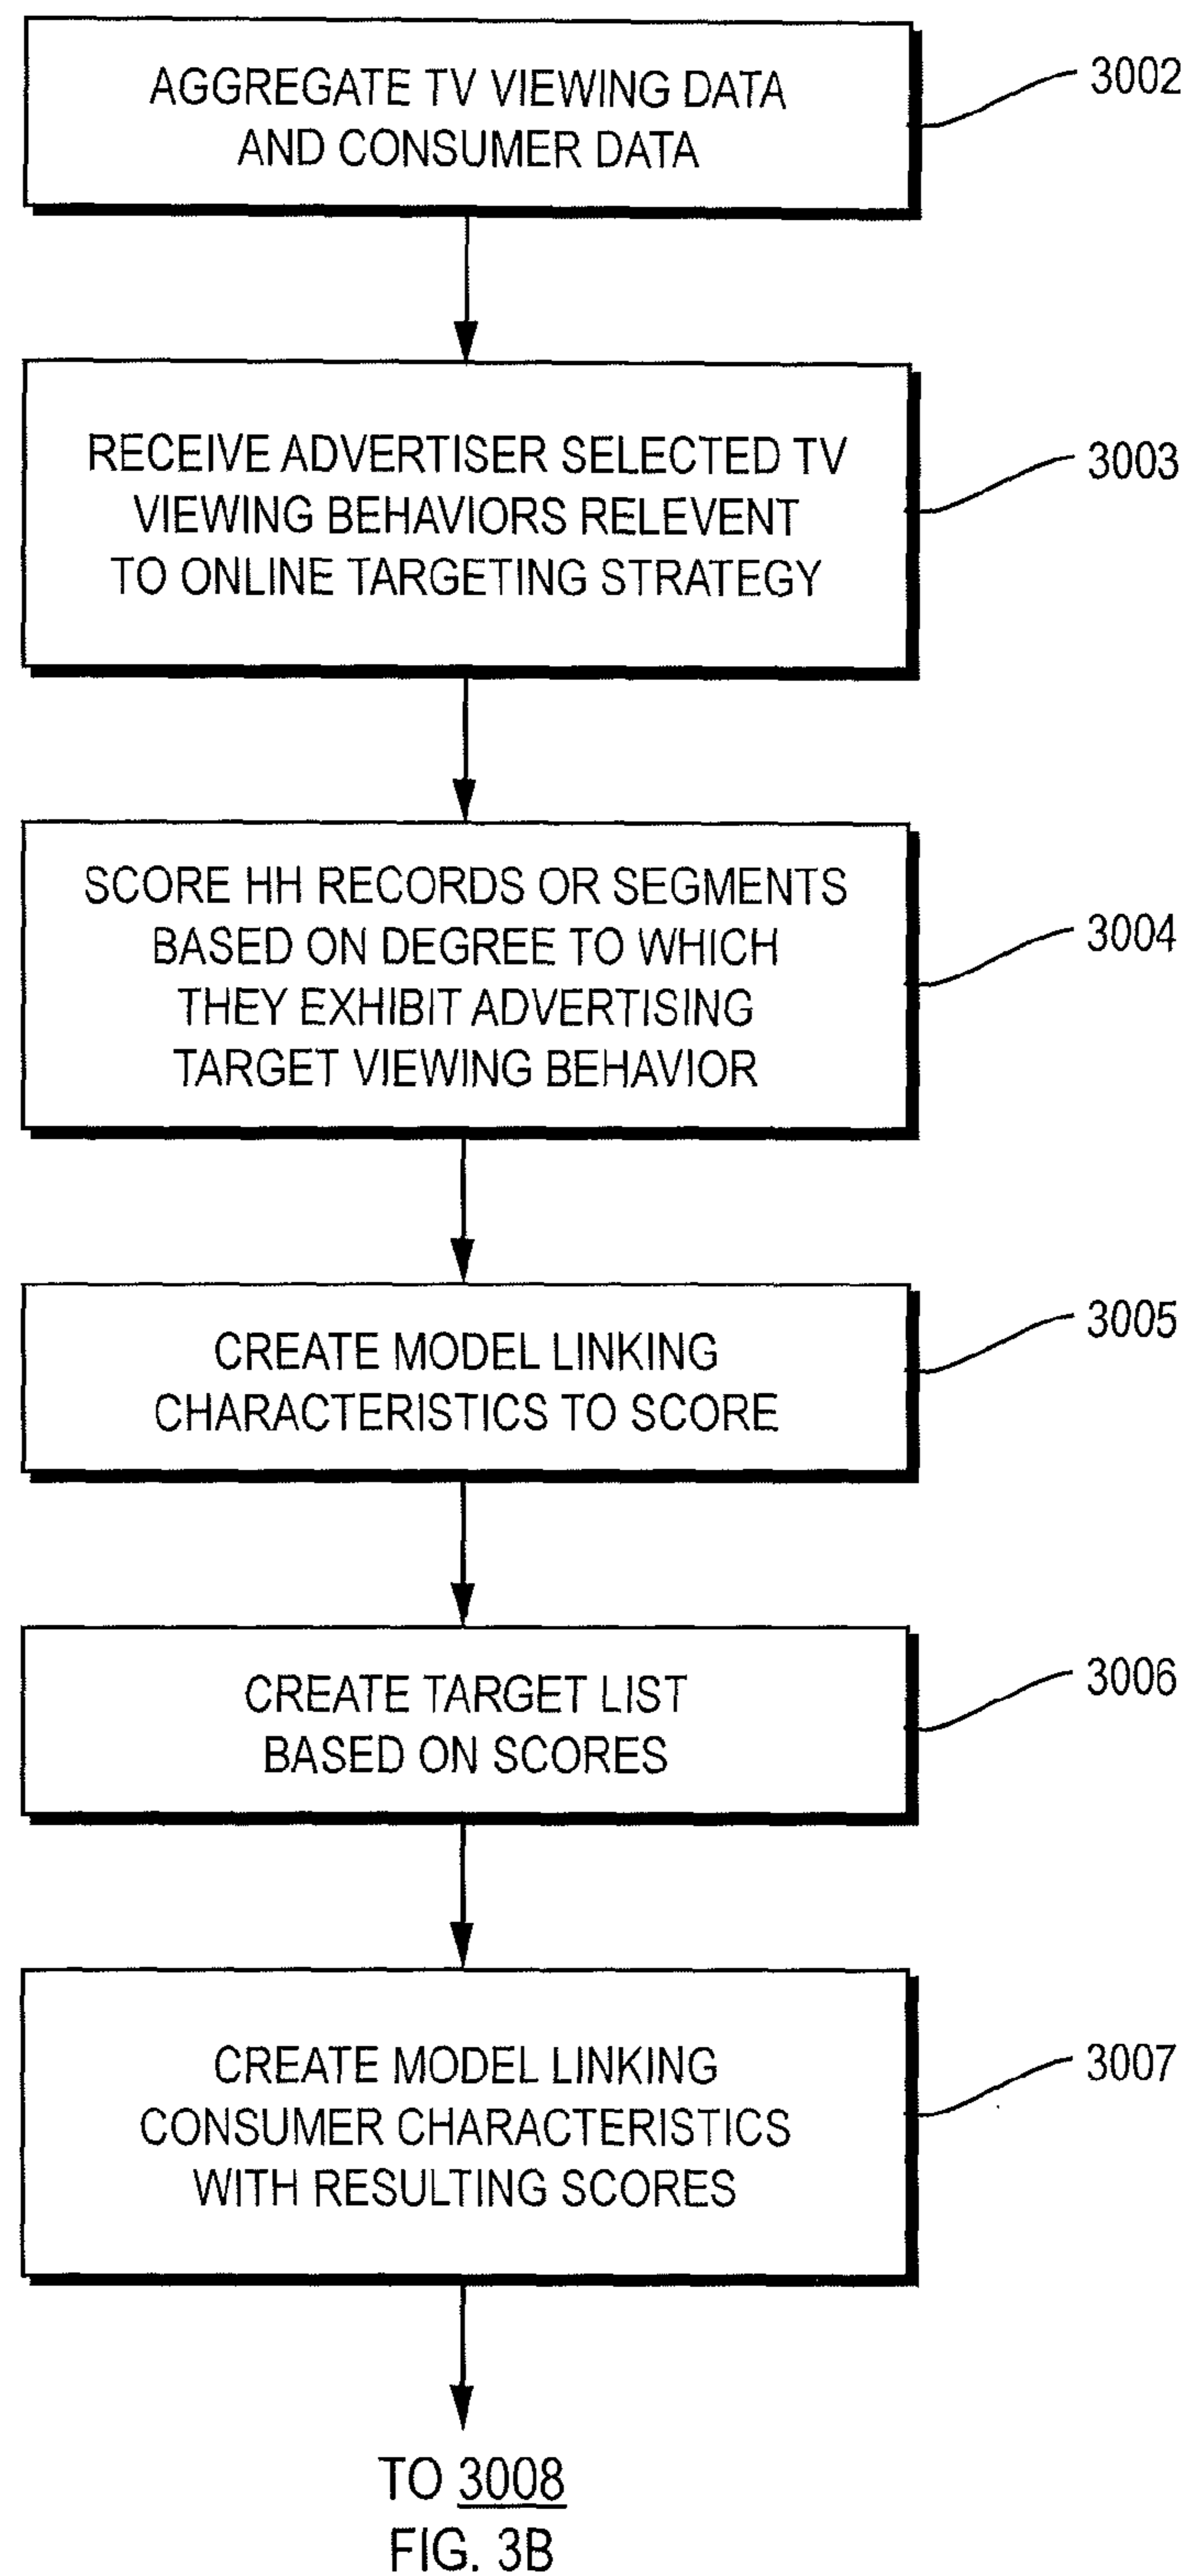 AGGREGATE TV VIEWING DATA
AND CONSUMER DATA
3002
RECEIVE ADVERTISER SELECTED TV
VIEWING BEHAVIORS RELEVENT
TO ONLINE TARGETING STRATEGY
3003
SCORE HH RECORDS OR SEGMENTS
BASED ON DEGREE TO WHICH
THEY EXHIBIT ADVERTISING
TARGET VIEWING BEHAVIOR
3004
CREATE MODEL LINKING
CHARACTERISTICS TO SCORE
3005
CREATE TARGET LIST
BASED ON SCORES
3006
CREATE MODEL LINKING
CONSUMER CHARACTERISTICS
WITH RESULTING SCORES
3007
TO 3008
FIG. 3B